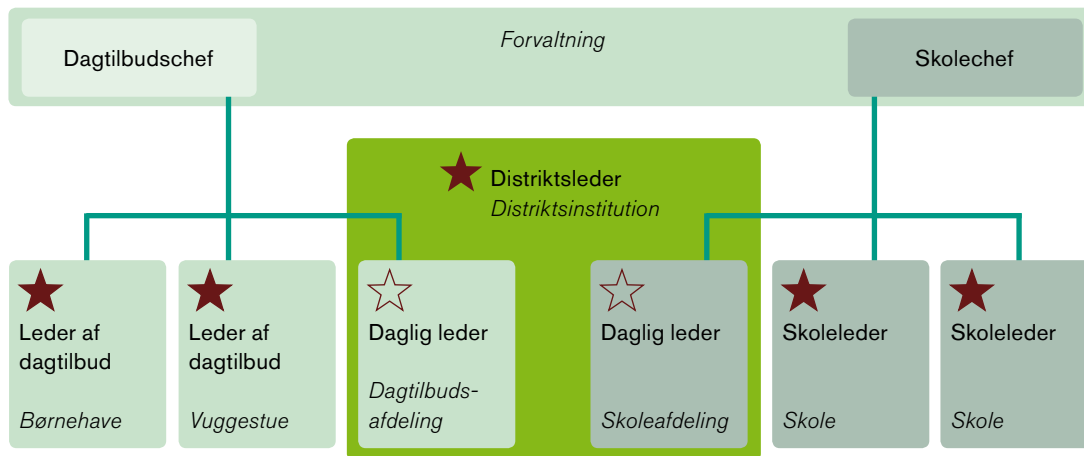 Forvaltning
Dagtilbudschef
Skolechef
Distriktsleder
Distriktsinstitution
Leder af
dagtilbud
Børnehave
Leder af
dagtilbud
Vuggestue
Daglig leder
Dagtilbuds-
afdeling
Daglig leder
Skoleafdeling
Skoleleder
Skole
Skoleleder
Skole